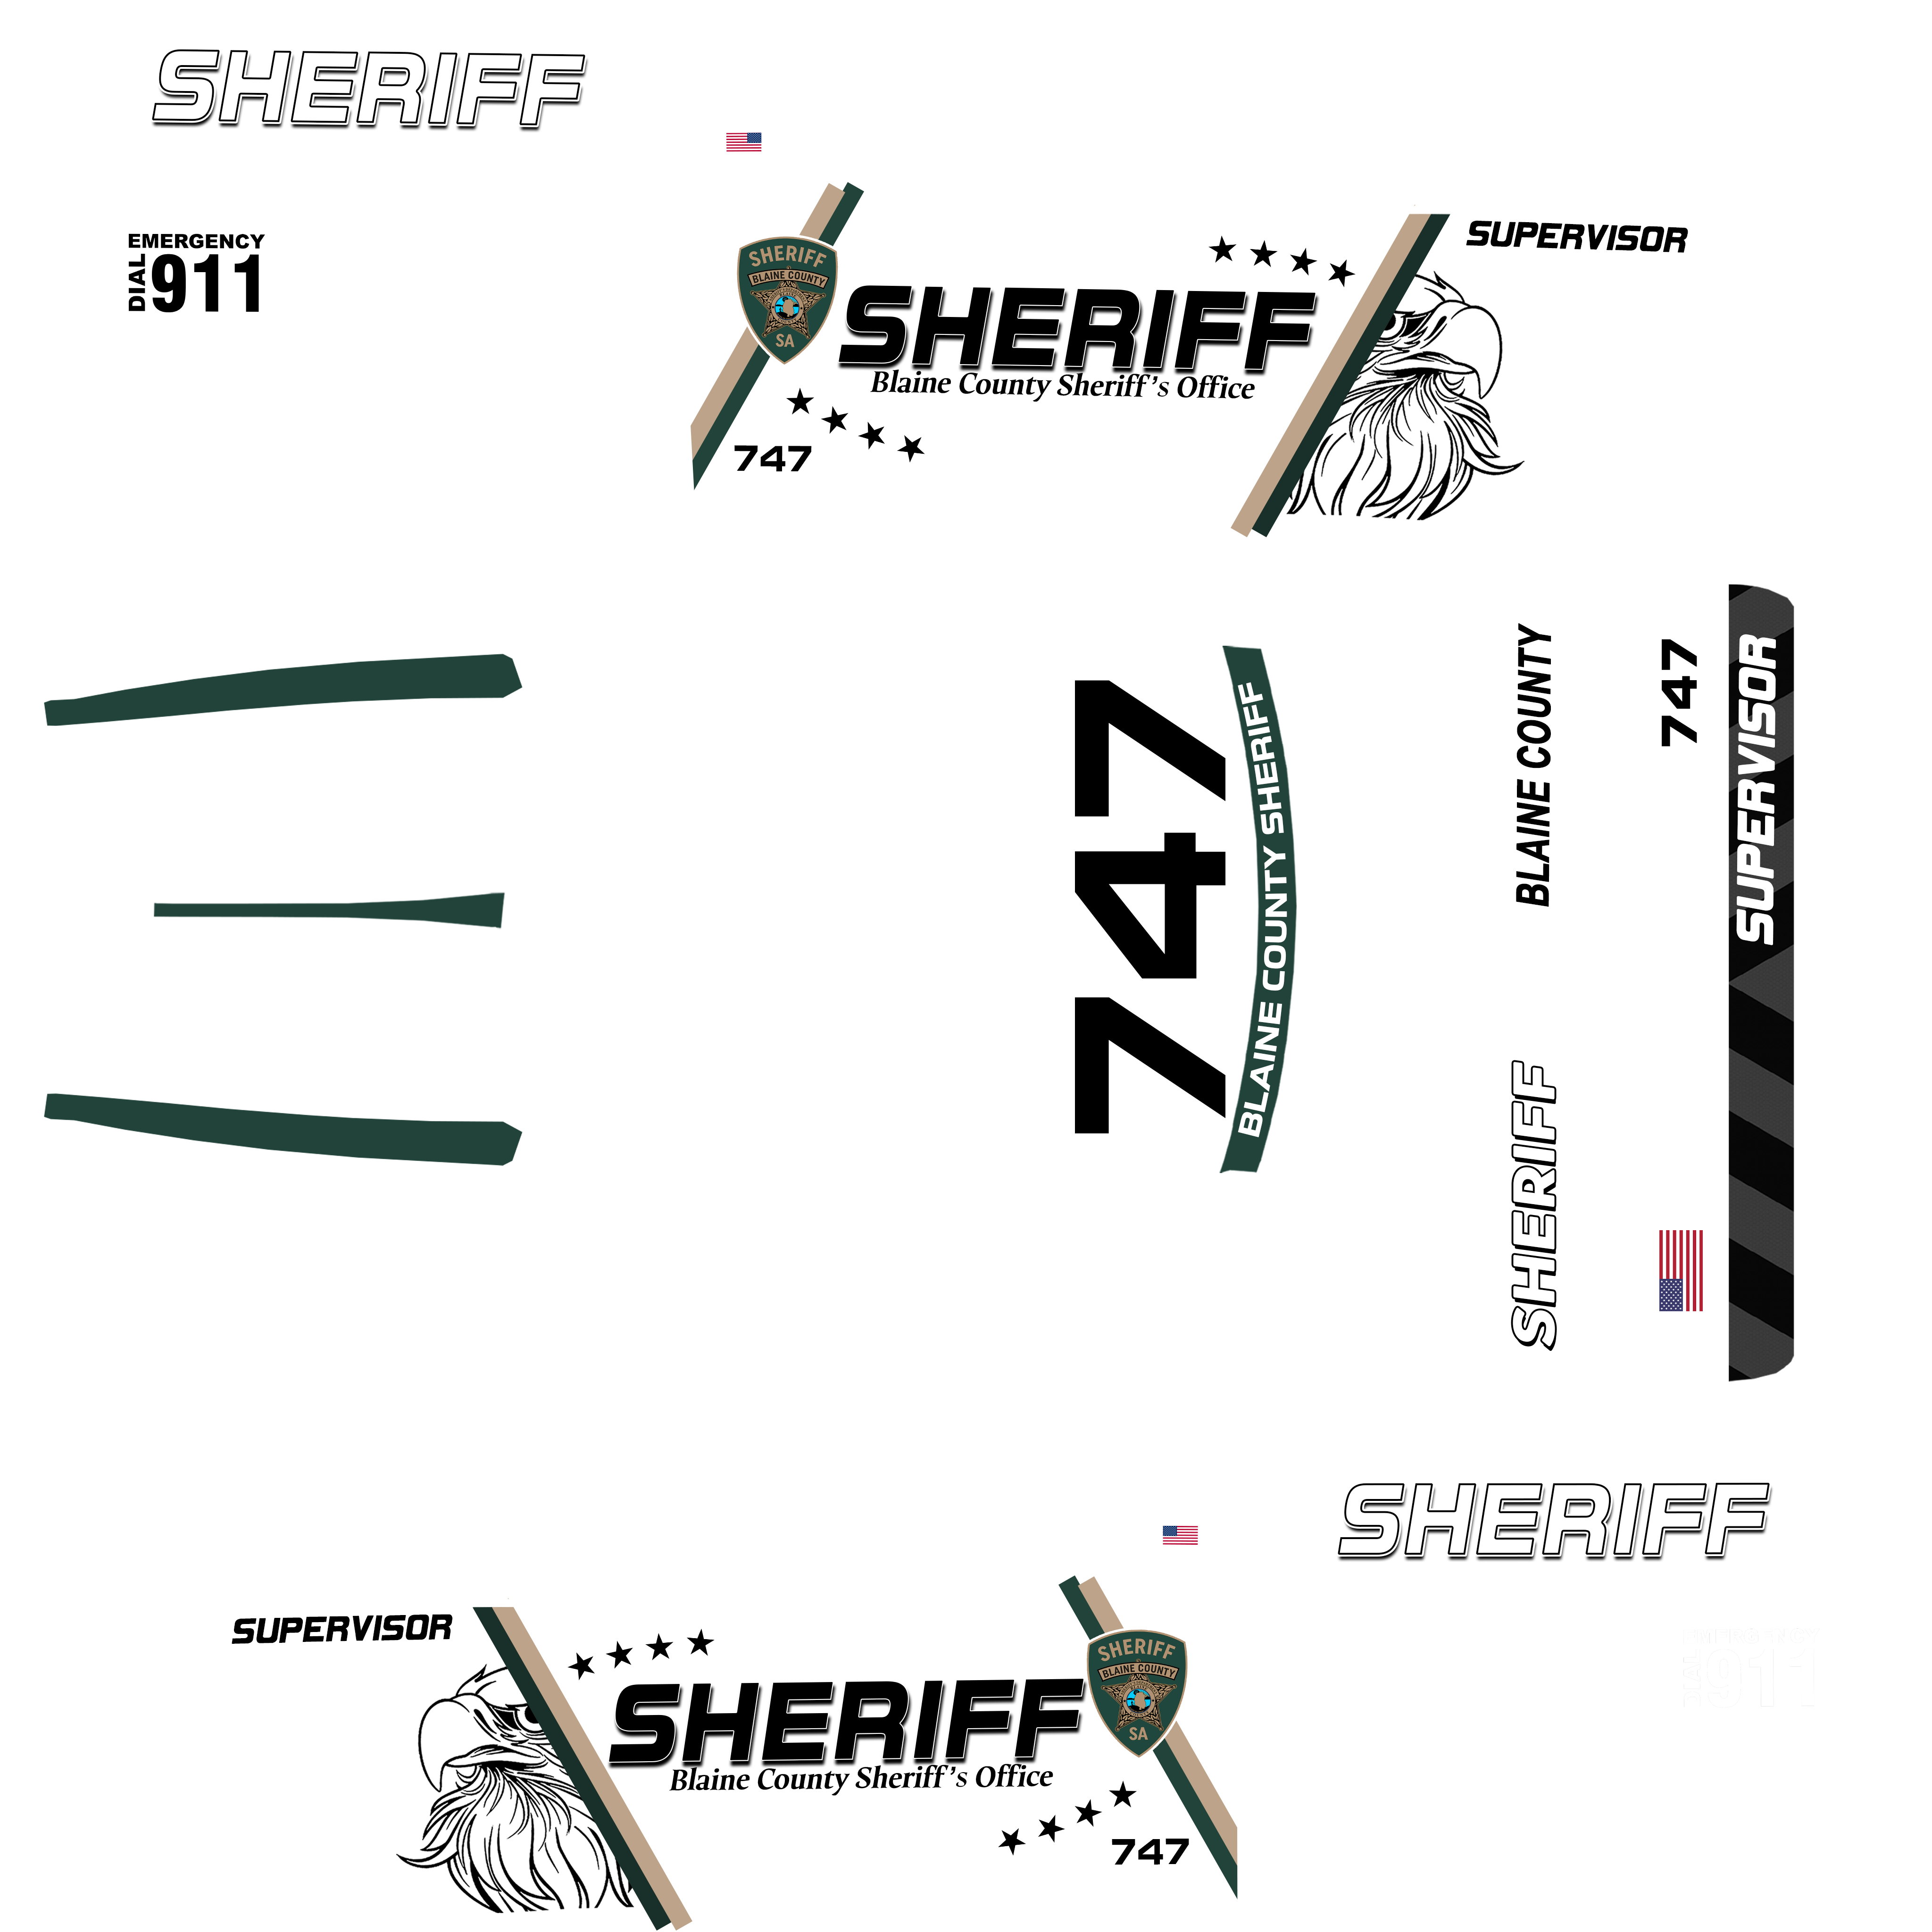 SHERIFF
EMERGENCY
DIAL 911
SHERIFF
BLAINE COUNTY
SA
SHERIFF
Blaine County Sheriff's Office
747
SUPERVISOR
747
BLAINE COUNTY SHERIFF
BLAINE COUNTY
SHERIFF
747
SUPERVISOR
SHERIFF
SUPERVISOR
SHERIFF
Blaine County Sheriff's Office
SHERIFF
BLAINE COUNTY
SA
747